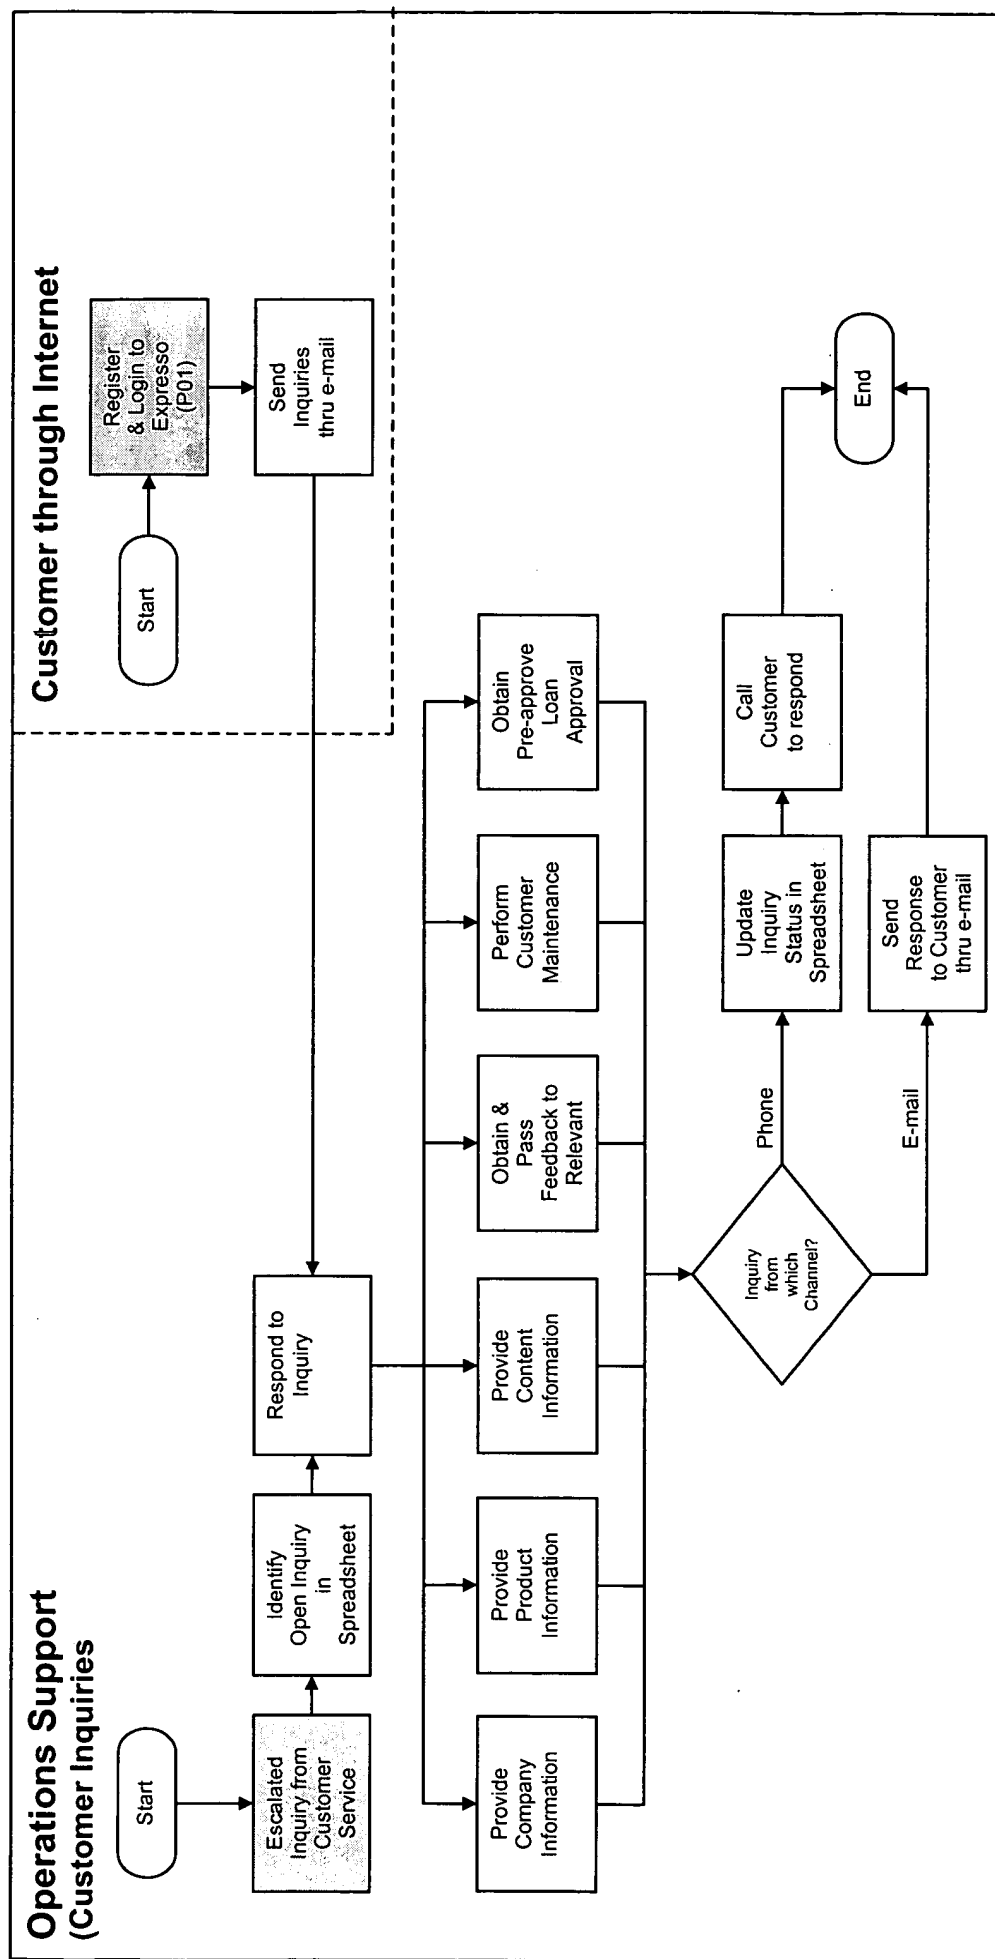 Operations Support
(Customer Inquiries
Customer through Internet
Start
Escalated
Inquiry from
Customer
Service
Identify
Open Inquiry
in
Spreadsheet
Respond to
Inquiry
Start
Register
& Login to
Expresso
(P01)
Send
Inquiries
thru e-mail
Provide
Company
Information
Provide
Product
Information
Provide
Content
Information
Obtain &
Pass
Feedback to
Relevant
Perform
Customer
Maintenance
Obtain
Pre-approve
Loan
Approval
Inquiry
from
which
Channel?
Phone
Update
Inquiry
Status in
Spreadsheet
Call
Customer
to respond
E-mail
Send
Response
to Customer
thru e-mail
End